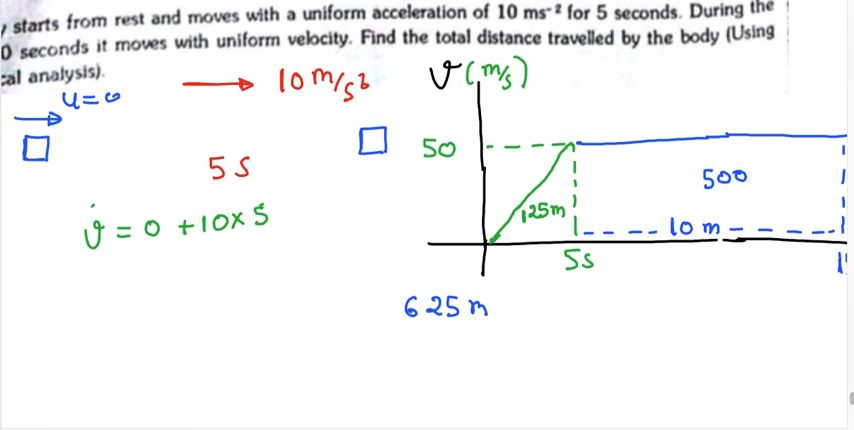 starts from rest and moves with a uniform acceleration of 10 ms⁻² for 5 seconds. During the
0 seconds it moves with uniform velocity. Find the total distance travelled by the body (Using
cal analysis).
u=0
10 m/s²
v (m/s)
50
5 s
500
125m
v = 0 + 10×5
10 m
5s
1
625 m